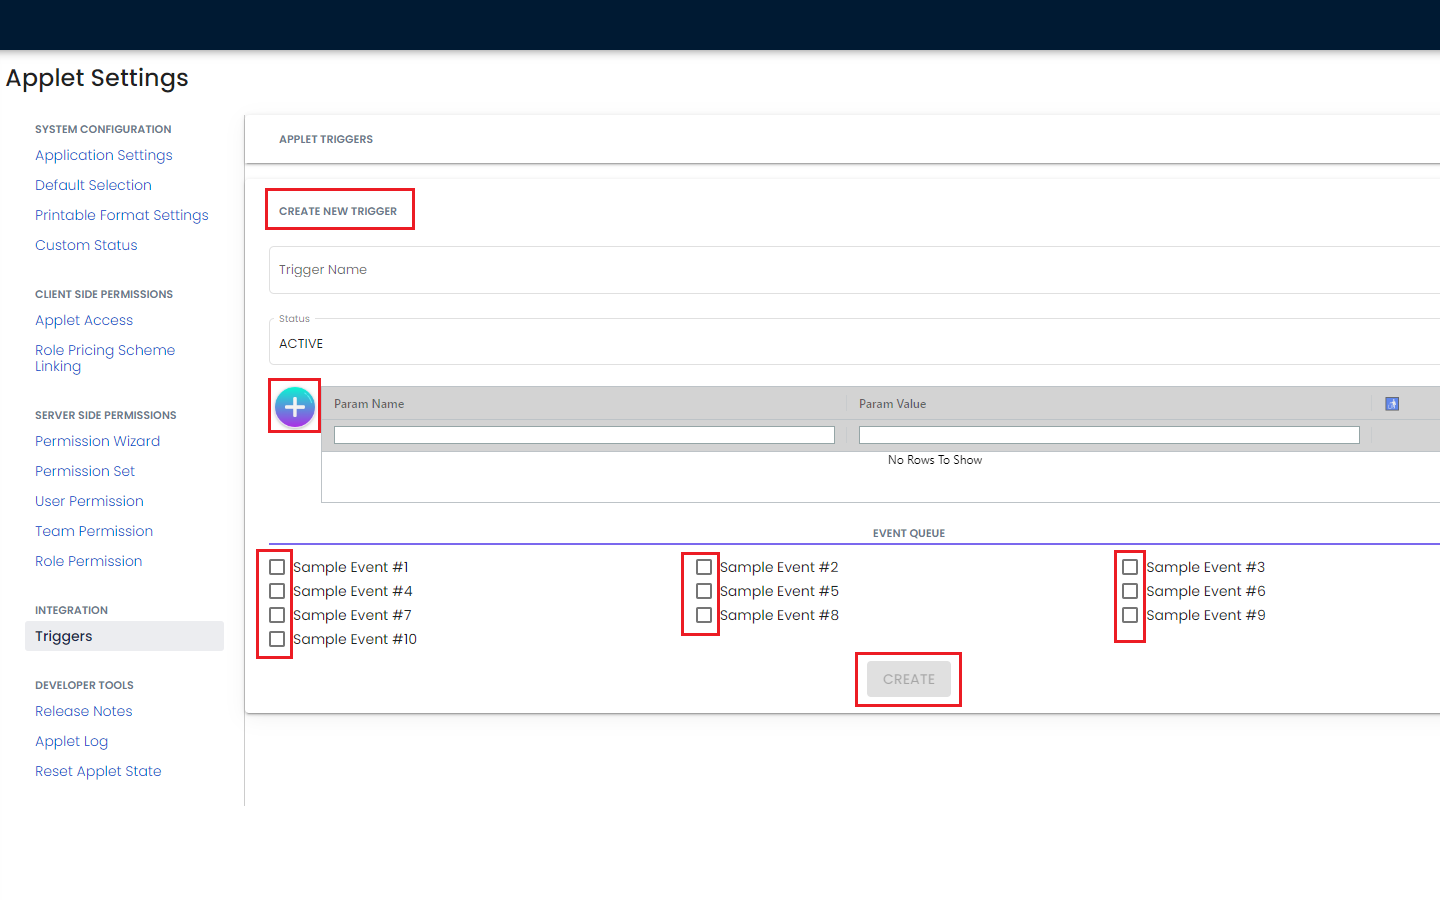 Applet Settings
SYSTEM CONFIGURATION
Application Settings
Default Selection
Printable Format Settings
Custom Status
CLIENT SIDE PERMISSIONS
Applet Access
Role Pricing Scheme
Linking
SERVER SIDE PERMISSIONS
Permission Wizard
Permission Set
User Permission
Team Permission
Role Permission
INTEGRATION
Triggers
DEVELOPER TOOLS
Release Notes
Applet Log
Reset Applet State
APPLET TRIGGERS
CREATE NEW TRIGGER
Trigger Name
Status
ACTIVE
Param Name Param Value
No Rows To Show
EVENT QUEUE
Sample Event #1 Sample Event #2 Sample Event #3
Sample Event #4 Sample Event #5 Sample Event #6
Sample Event #7 Sample Event #8 Sample Event #9
Sample Event #10
CREATE